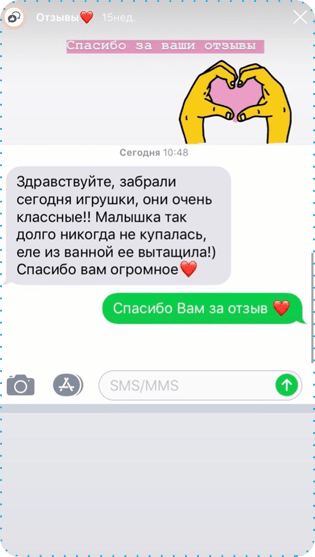 Отзывы❤️ 15нед.
Спасибо за ваши отзывы
Сегодня 10:48
Здравствуйте, забрали
сегодня игрушки, они очень
классные!! Малышка так
долго никогда не купалась,
еле из ванной ее вытащила!)
Спасибо вам огромное❤️
Спасибо Вам за отзыв ❤️
SMS/MMS